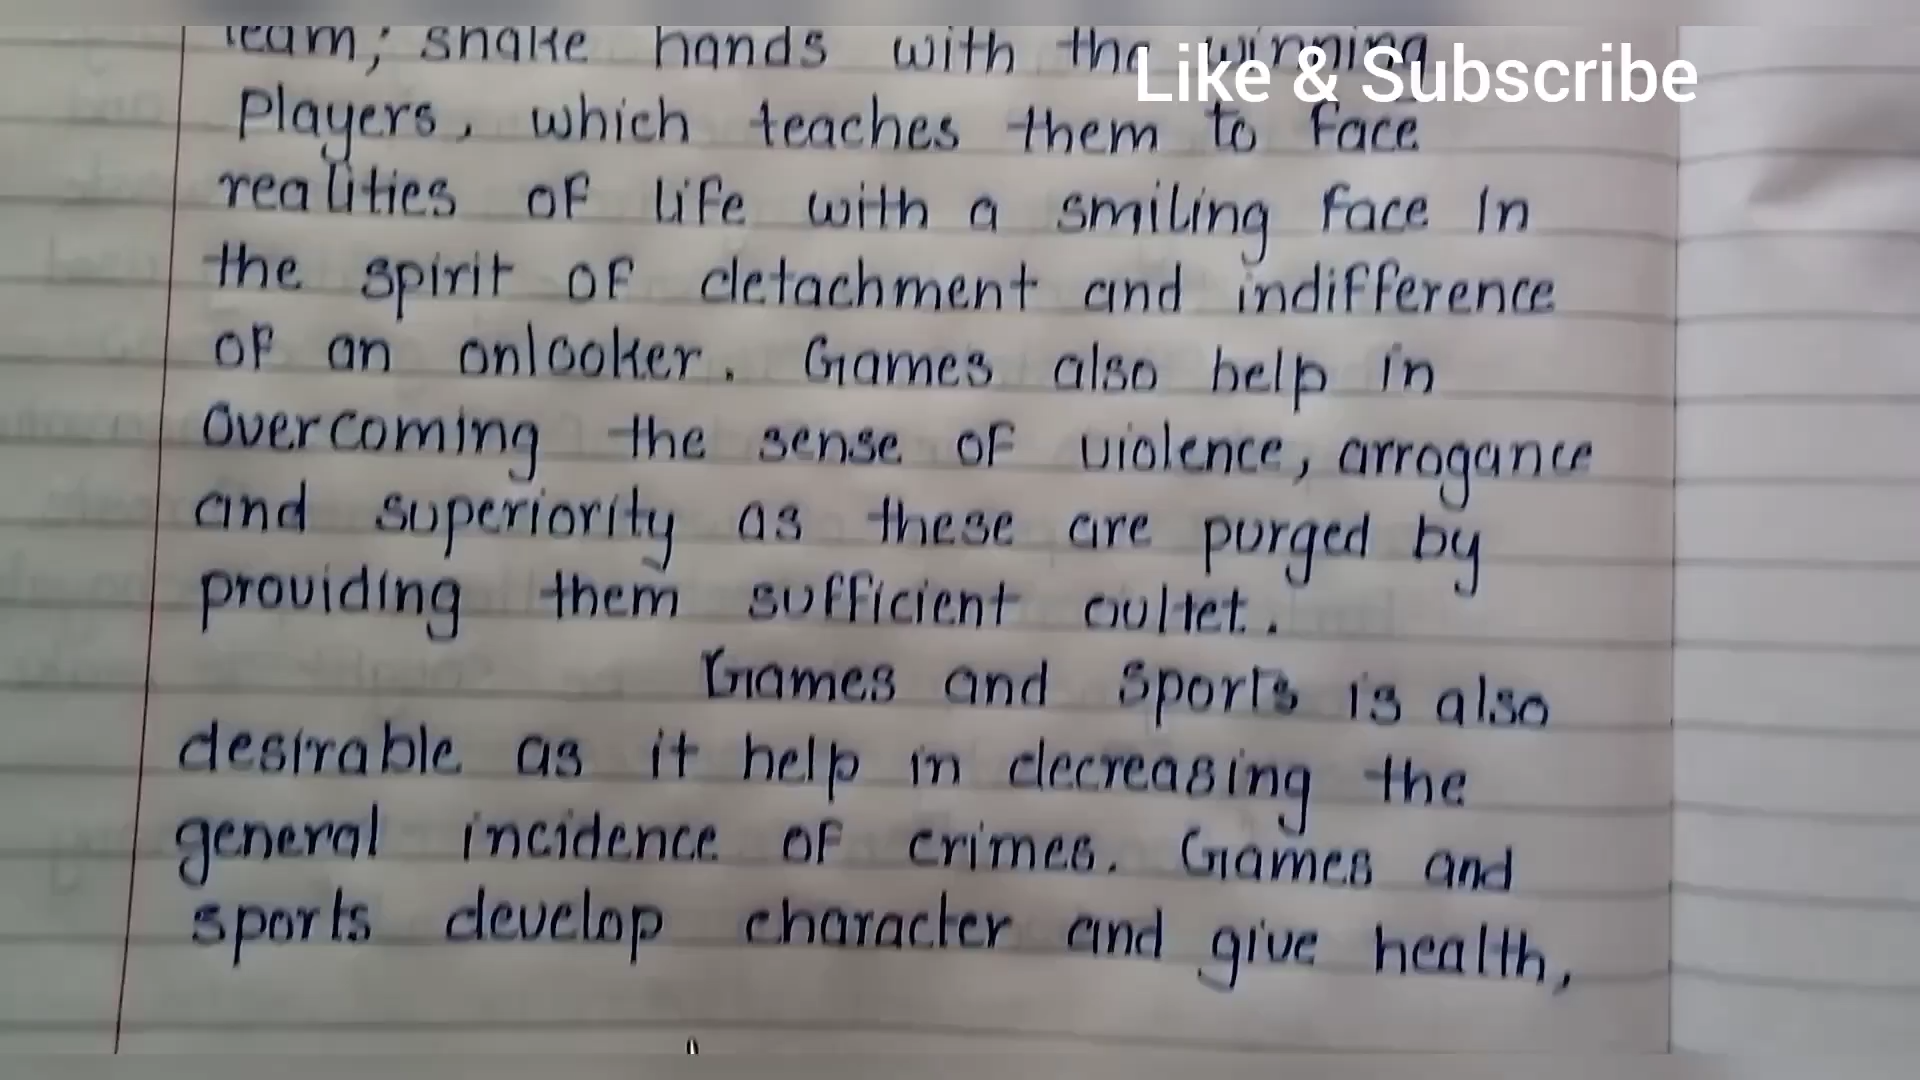 team; shake hands with the winning
Like & Subscribe
Players, which teaches them to face
realities of life with a smiling face in
the spirit of detachment and indifference
of an onlooker. Games also help in
overcoming the sense of violence, arrogance
and superiority as these are purged by
providing them sufficient oultet.
Games and sports is also
desirable as it help in decreasing the
general incidence of crimes. Games and
sports develop character and give health,